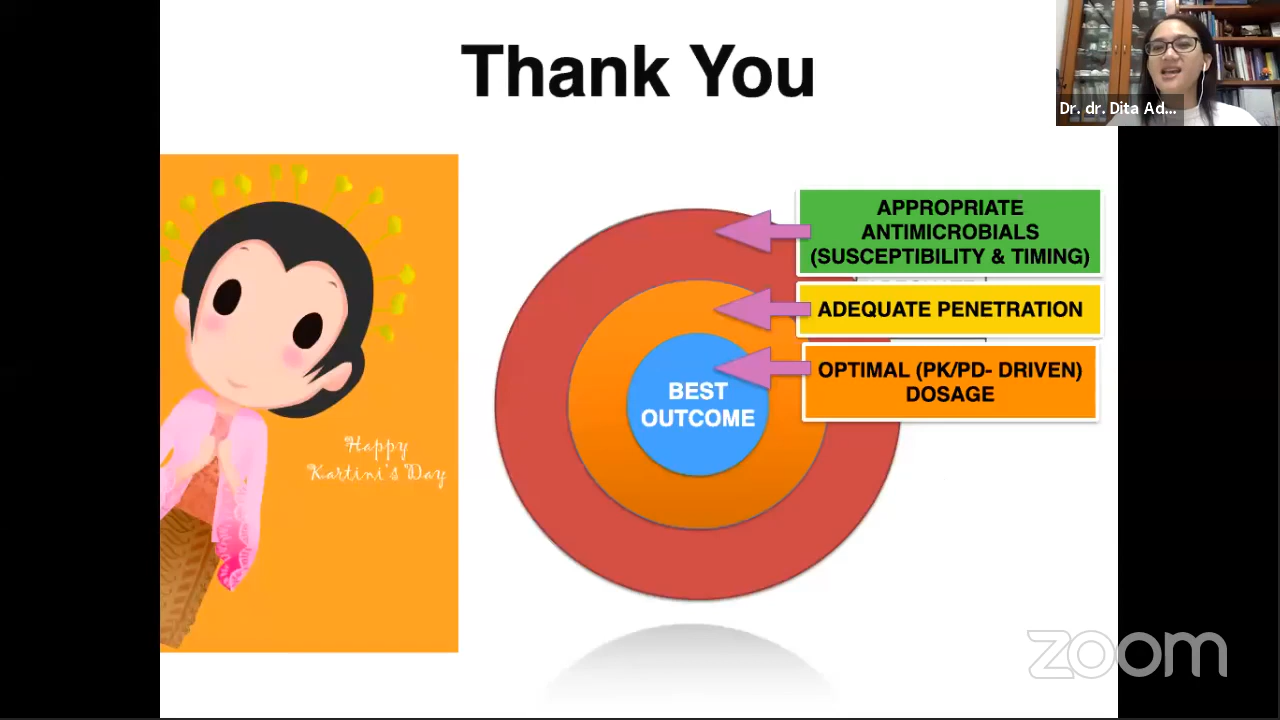 Thank You
Dr. dr. Dita Ad...
APPROPRIATE
ANTIMICROBIALS
(SUSCEPTIBILITY & TIMING)
ADEQUATE PENETRATION
OPTIMAL (PK/PD- DRIVEN)
DOSAGE
BEST
OUTCOME
Happy
Kartini's Day
zoom